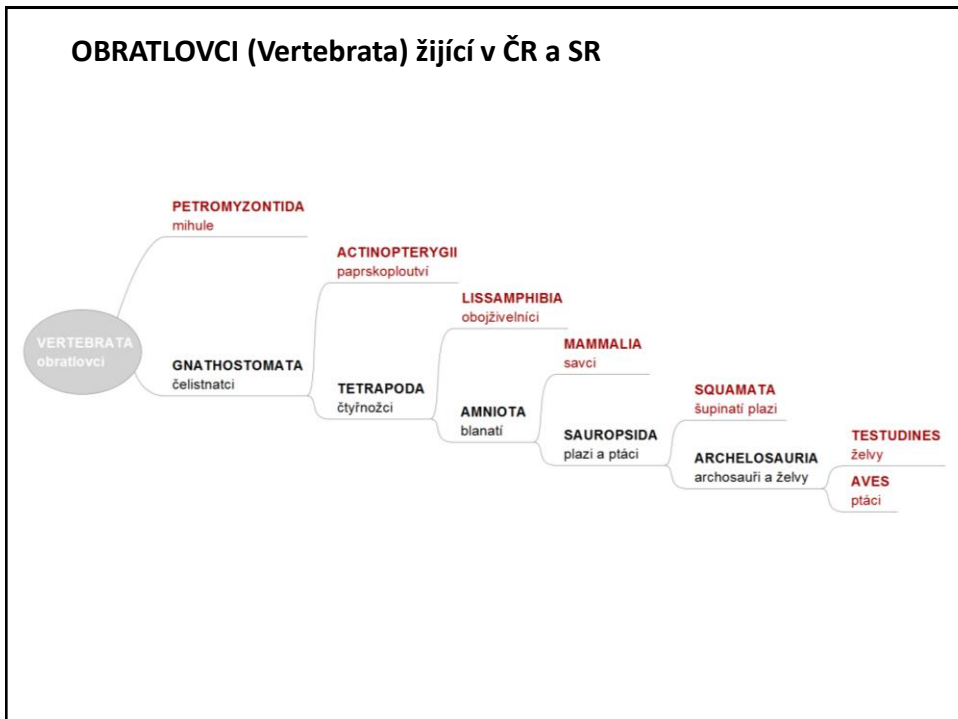 OBRATLOVCI (Vertebrata) žijící v ČR a SR
PETROMYZONTIDA
mihule
ACTINOPTERYGII
paprskoploutví
LISSAMPHIBIA
obojživelníci
VERTEBRATA
obratlovci
MAMMALIA
savci
GNATHOSTOMATA
čelistnatci
TETRAPODA
čtyřnožci
SQUAMATA
šupinatí plazi
AMNIOTA
blanatí
SAUROPSIDA
plazi a ptáci
TESTUDINES
želvy
ARCHELOSAURIA
archosauři a želvy
AVES
ptáci